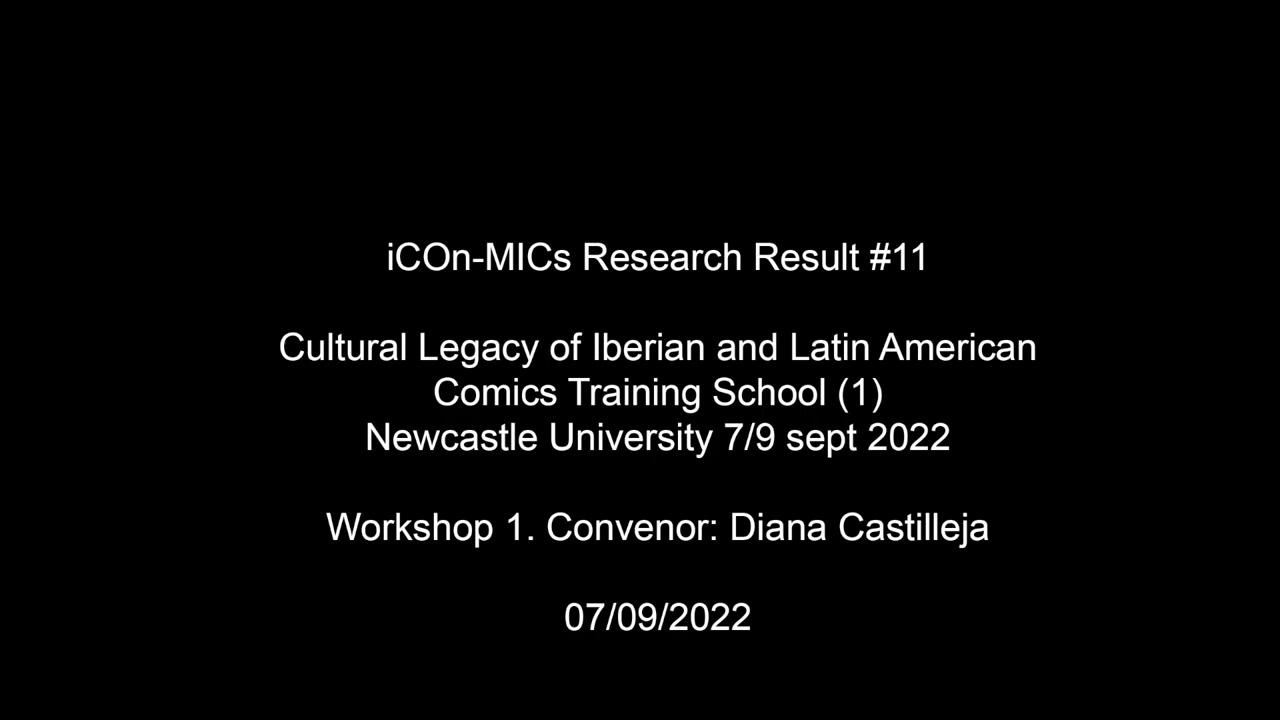 iCOn-MICs Research Result #11
Cultural Legacy of Iberian and Latin American
Comics Training School (1)
Newcastle University 7/9 sept 2022
Workshop 1. Convenor: Diana Castilleja
07/09/2022